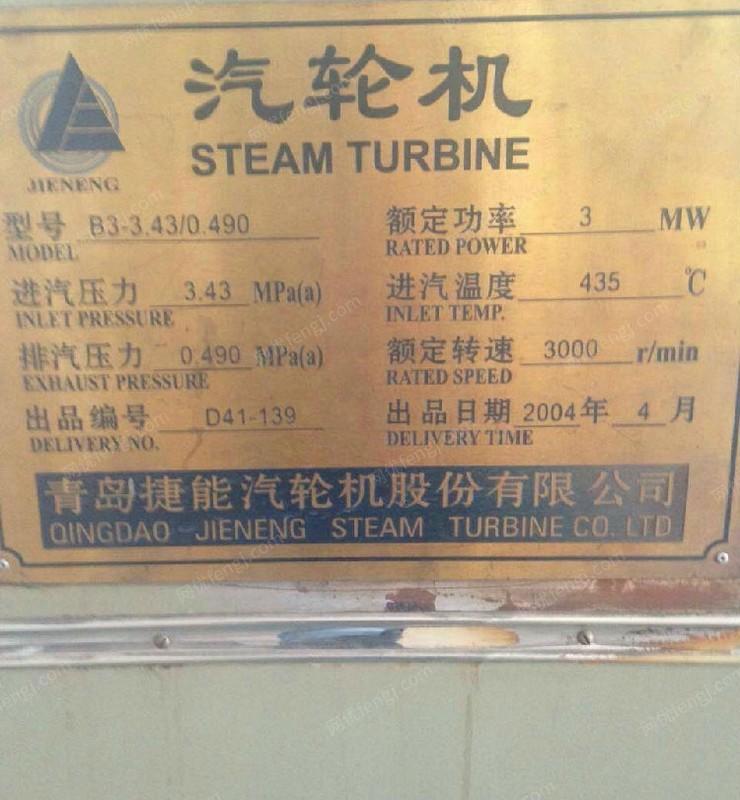 汽轮机
STEAM TURBINE
JIENENG
型号 B3-3.43/0.490
MODEL
额定功率 3 MW
RATED POWER
进汽压力 3.43 MPa(a)
INLET PRESSURE
进汽温度 435 ℃
INLET TEMP.
排汽压力 0.490 MPa(a)
EXHAUST PRESSURE
额定转速 3000 r/min
RATED SPEED
出品编号 D41-139
DELIVERY NO.
出品日期 2004年 4 月
DELIVERY TIME
青岛捷能汽轮机股份有限公司
QINGDAO JIENENG STEAM TURBINE CO. LTD